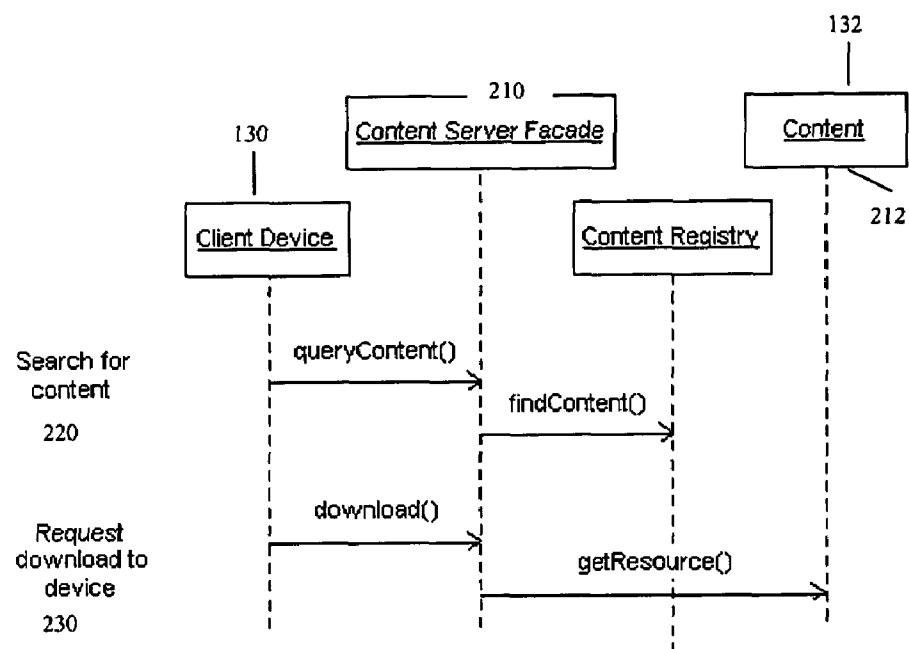 132
210
Content Server Facade
Content
130
212
Client Device
Content Registry
queryContent()
Search for
content
findContent()
220
download()
Request
download to
device
getResource()
230